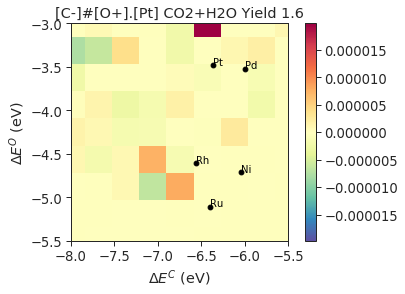 [C-]#[O+].[Pt] CO2+H2O Yield 1.6
−3.0
−3.5
−4.0
−4.5
−5.0
−5.5
ΔE^O (eV)
Pt
Pd
Rh
Ni
Ru
−8.0 −7.5 −7.0 −6.5 −6.0 −5.5
ΔE^C (eV)
0.000015
0.000010
0.000005
0.000000
−0.000005
−0.000010
−0.000015